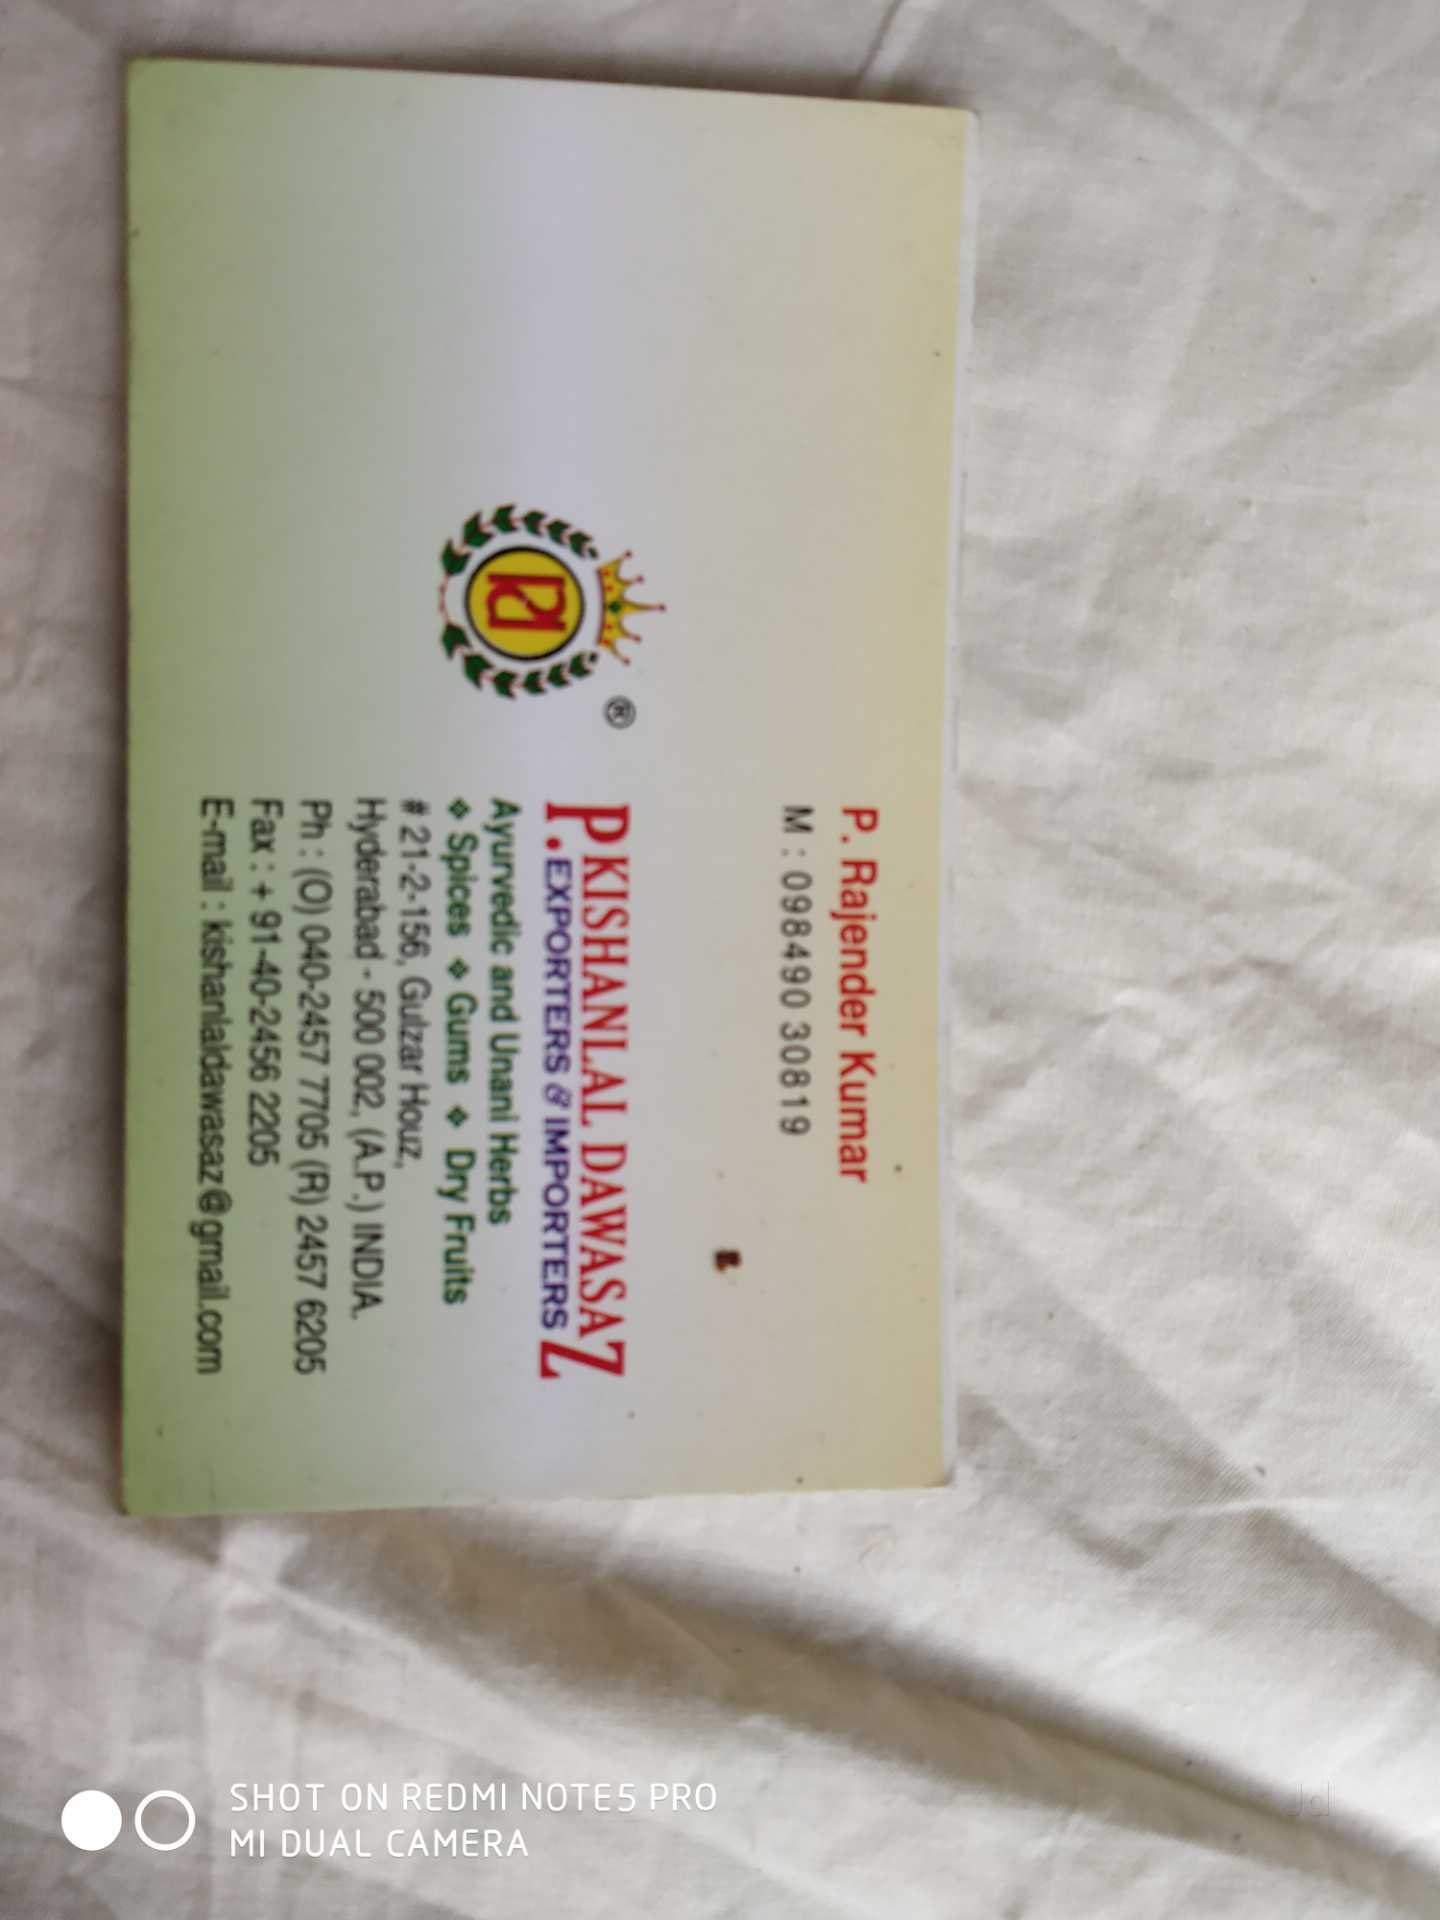 P. Rajender Kumar
M : 098490 30819
®
P. KISHANLAL DAWASAZ
EXPORTERS & IMPORTERS
Ayurvedic and Unani Herbs
❖ Spices ❖ Gums ❖ Dry Fruits
# 21-2-156, Gulzar Houz,
Hyderabad - 500 002, (A.P.) INDIA.
Ph : (O) 040-2457 7705 (R) 2457 6205
Fax : + 91-40-2456 2205
E-mail : kishanlaldawasaz@gmail.com
SHOT ON REDMI NOTE5 PRO
MI DUAL CAMERA
Jd